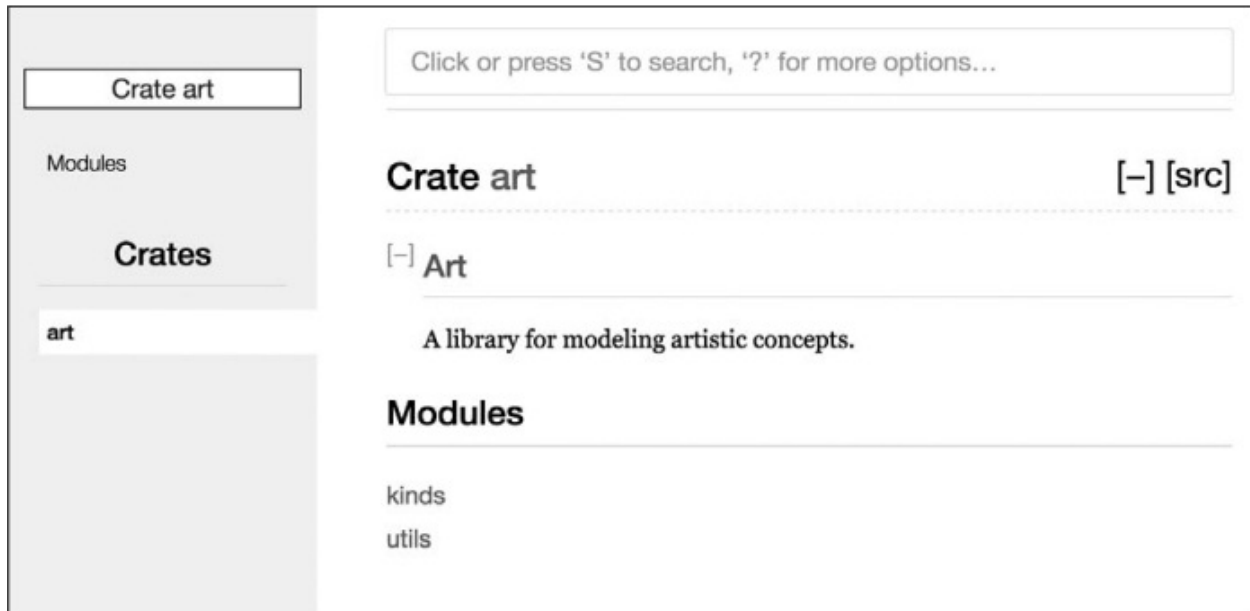 Crate art
Modules
Crates
art
Click or press ‘S’ to search, ‘?’ for more options…
Crate art [−] [src]
[−] Art
A library for modeling artistic concepts.
Modules
kinds
utils